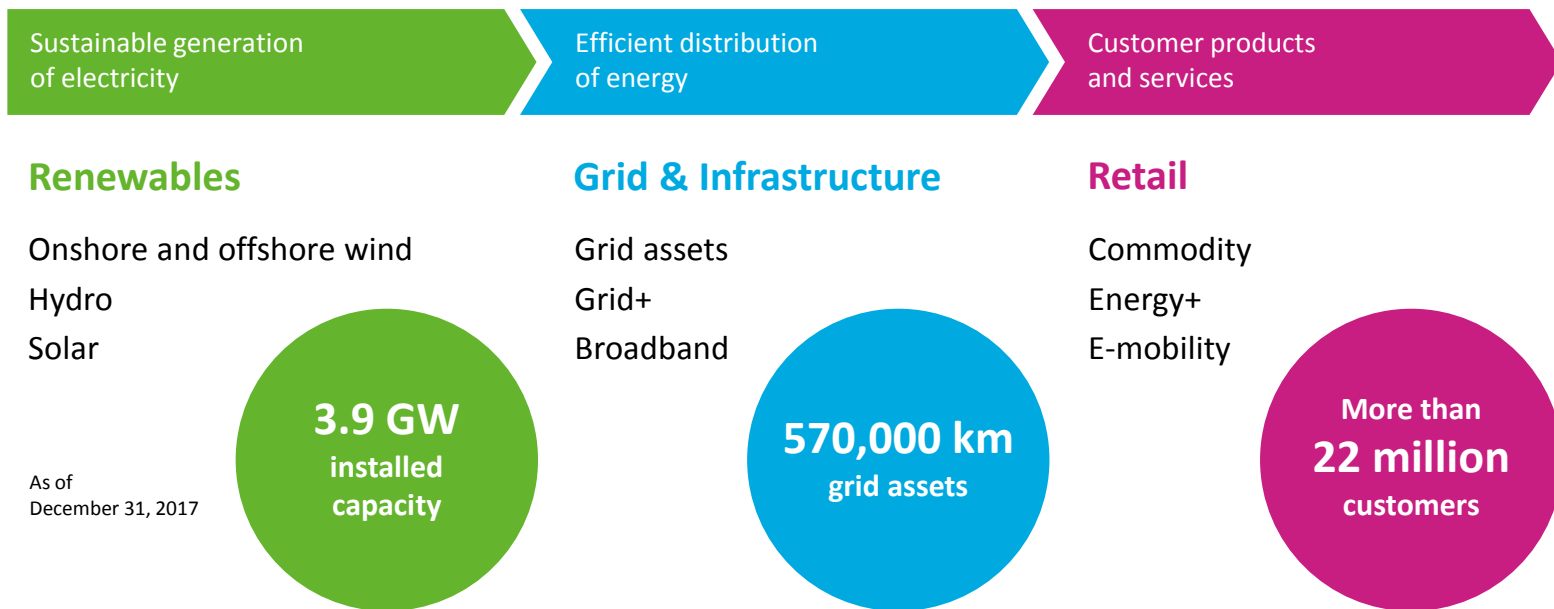 Sustainable generation
of electricity
Efficient distribution
of energy
Customer products
and services
Renewables
Onshore and offshore wind
Hydro
Solar
3.9 GW
installed
capacity
As of
December 31, 2017
Grid & Infrastructure
Grid assets
Grid+
Broadband
570,000 km
grid assets
Retail
Commodity
Energy+
E-mobility
More than
22 million
customers